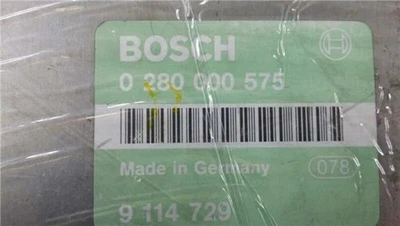 BOSCH
0 280 000 575
Made in Germany 078
9 114 729